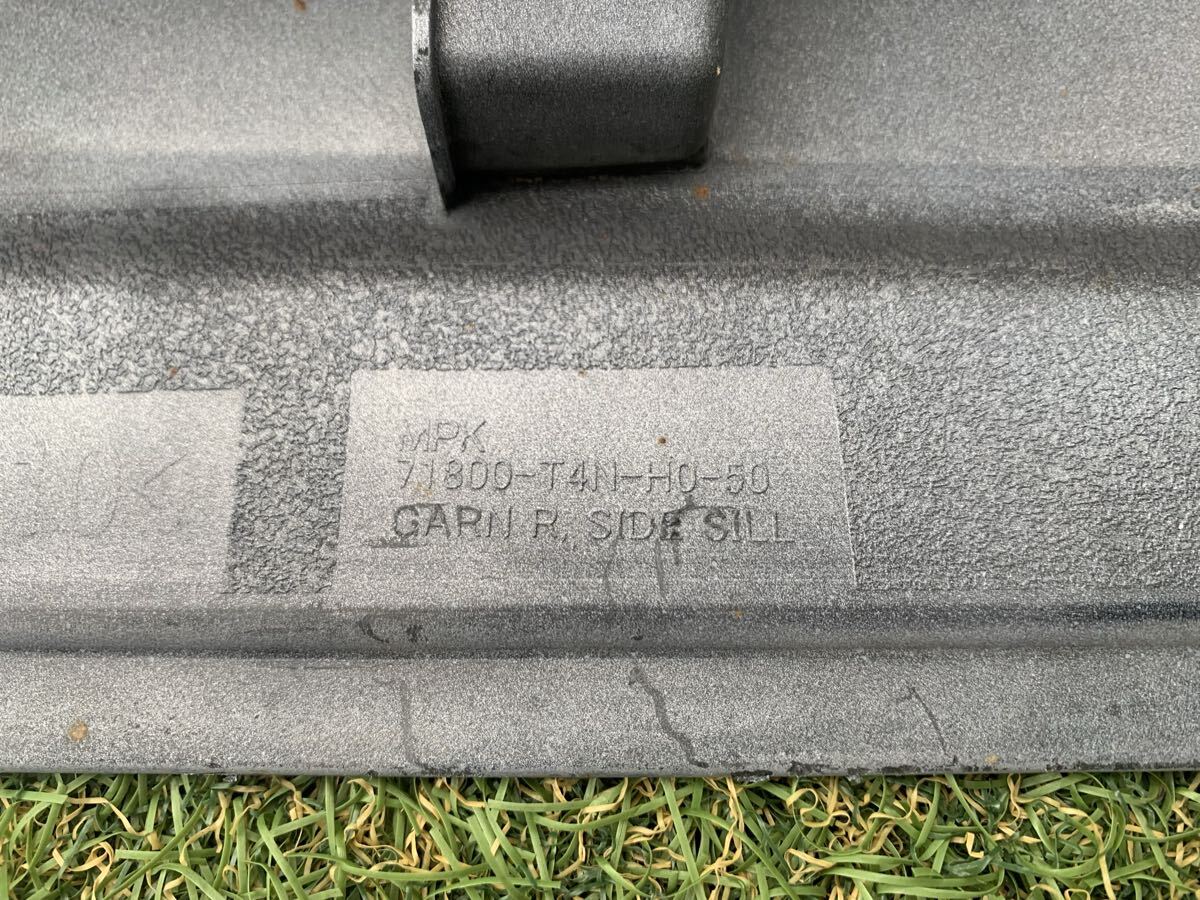 MPK
71800-T4N-H0-50
GARN R, SIDE SILL